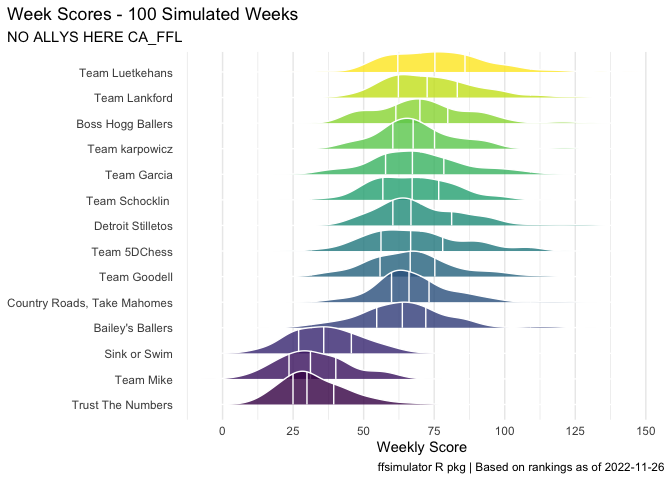 Week Scores - 100 Simulated Weeks
NO ALLYS HERE CA_FFL
Team Luetkehans
Team Lankford
Boss Hogg Ballers
Team karpowicz
Team Garcia
Team Schocklin
Detroit Stilletos
Team 5DChess
Team Goodell
Country Roads, Take Mahomes
Bailey's Ballers
Sink or Swim
Team Mike
Trust The Numbers
0 25 50 75 100 125 150
Weekly Score
ffsimulator R pkg | Based on rankings as of 2022-11-26